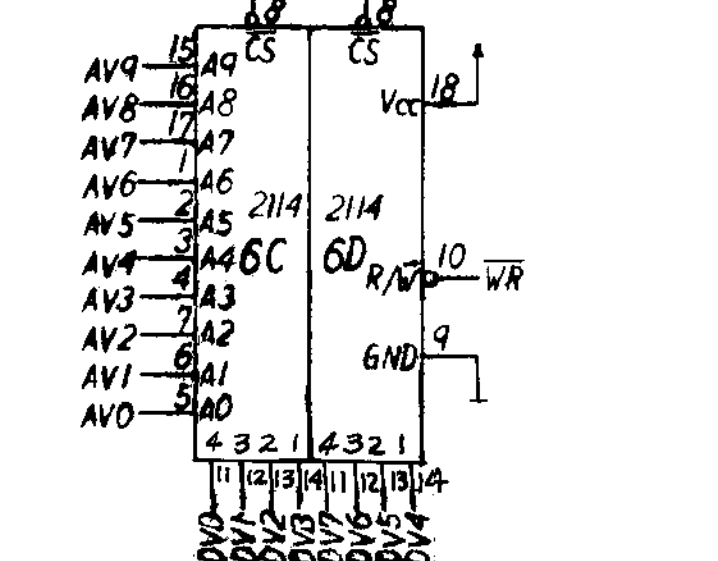 8 8
CS CS
15
AV9 A9
16 18
AV8 A8 Vcc
17
AV7 A7
1
AV6 A6
2 2114 2114
AV5 A5
3
AV4 A4 6C 6D 10
4 R/W WR
AV3 A3
7
AV2 A2 9
6 GND
AV1 A1
5
AV0 A0
4 3 2 1 4 3 2 1
11 12 13 14 11 12 13 14
DV0 DV1 DV2 DV3 DV7 DV6 DV5 DV4